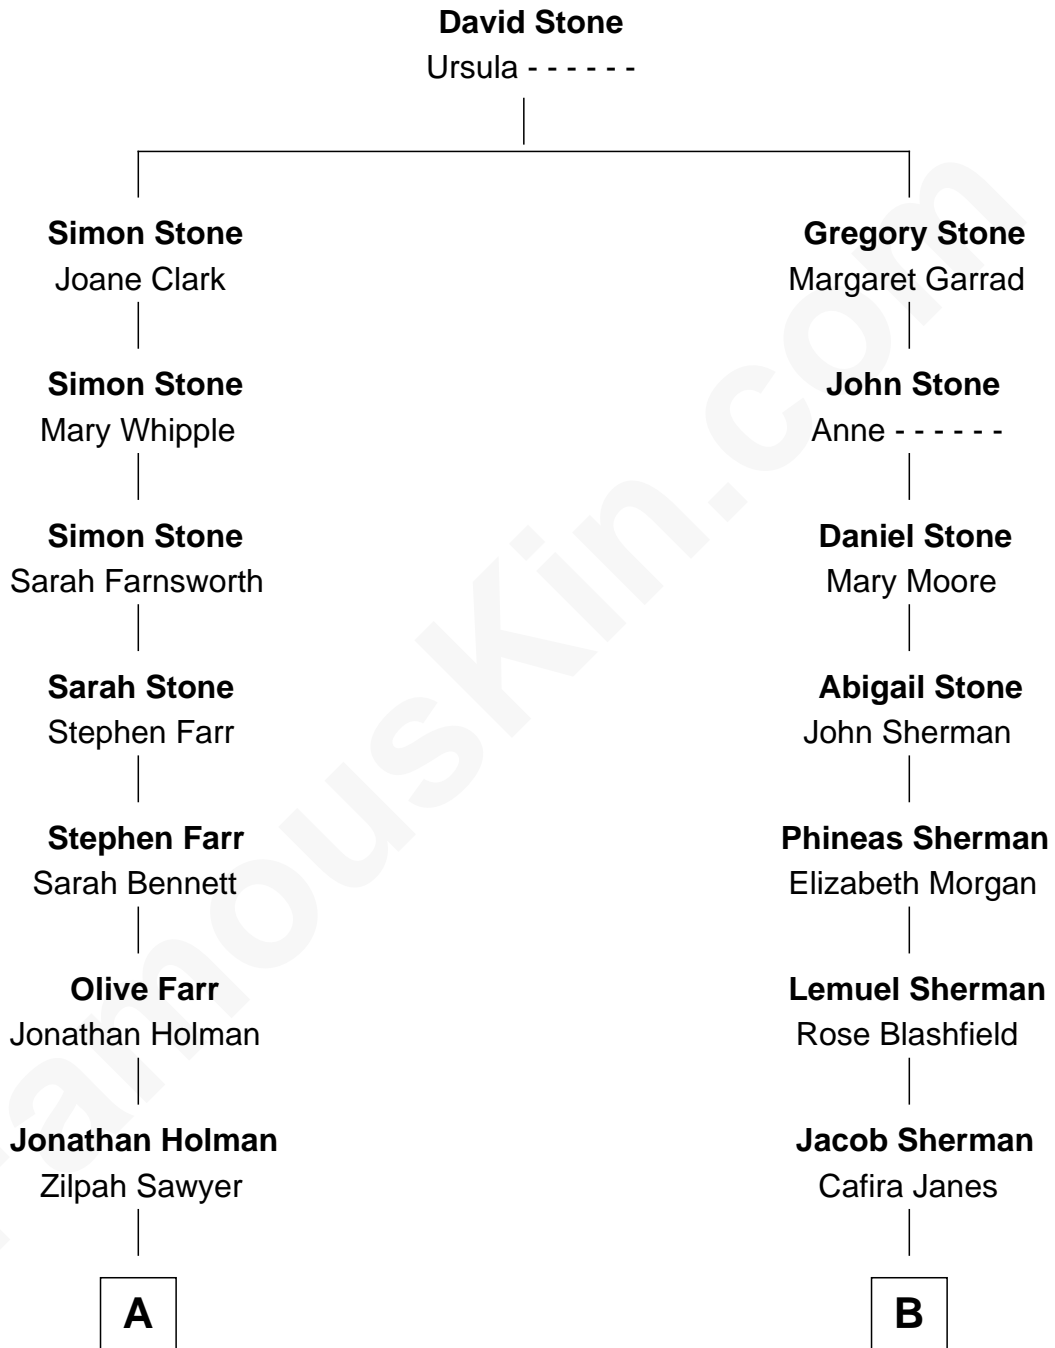 David Stone
Ursula - - - - - -
Simon Stone
Joane Clark
Gregory Stone
Margaret Garrad
Simon Stone
Mary Whipple
John Stone
Anne - - - - - -
Simon Stone
Sarah Farnsworth
Daniel Stone
Mary Moore
Sarah Stone
Stephen Farr
Abigail Stone
John Sherman
Stephen Farr
Sarah Bennett
Phineas Sherman
Elizabeth Morgan
Olive Farr
Jonathan Holman
Lemuel Sherman
Rose Blashfield
Jonathan Holman
Zilpah Sawyer
Jacob Sherman
Cafira Janes
A
B
FamousKin.com